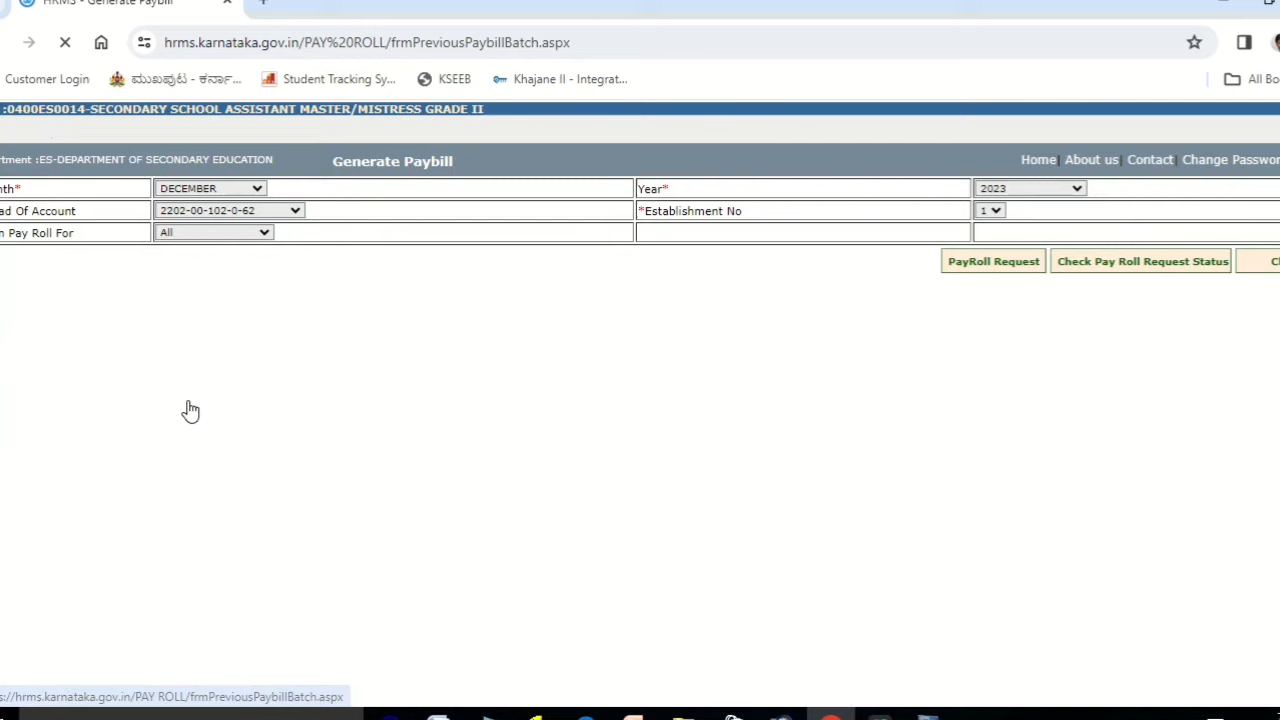 HRMS - Generate Paybill
hrms.karnataka.gov.in/PAY%20ROLL/frmPreviousPaybillBatch.aspx
Customer Login ಮುಖಪುಟ - ಕರ್ನಾ... Student Tracking Sy... KSEEB Khajane II - Integrat... All Bo
:0400ES0014-SECONDARY SCHOOL ASSISTANT MASTER/MISTRESS GRADE II
rtment :ES-DEPARTMENT OF SECONDARY EDUCATION Generate Paybill Home| About us| Contact| Change Passwor
nth* DECEMBER Year* 2023
ad Of Account 2202-00-102-0-62 *Establishment No 1
n Pay Roll For All
PayRoll Request Check Pay Roll Request Status Cl
s://hrms.karnataka.gov.in/PAY ROLL/frmPreviousPaybillBatch.aspx